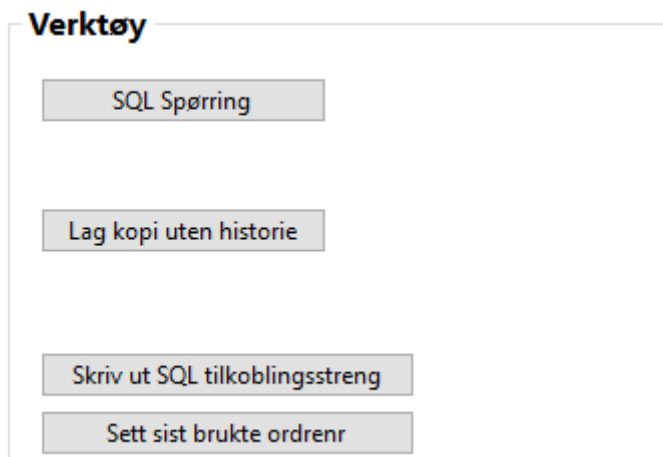 Verktøy
SQL Spørring
Lag kopi uten historie
Skriv ut SQL tilkoblingsstreng
Sett sist brukte ordrenr